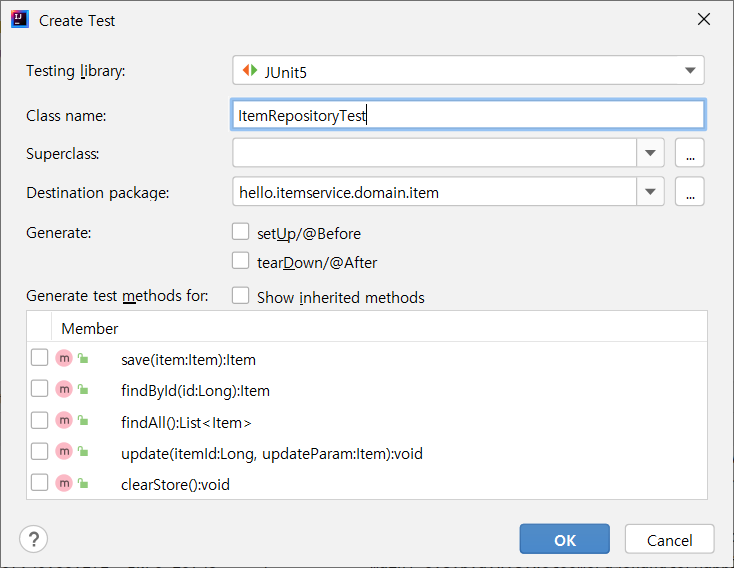 Create Test
Testing library: JUnit5
Class name: ItemRepositoryTest
Superclass: ...
Destination package: hello.itemservice.domain.item ...
Generate: setUp/@Before
tearDown/@After
Generate test methods for: Show inherited methods
Member
m save(item:Item):Item
m findById(id:Long):Item
m findAll():List<Item>
m update(itemId:Long, updateParam:Item):void
m clearStore():void
? OK Cancel